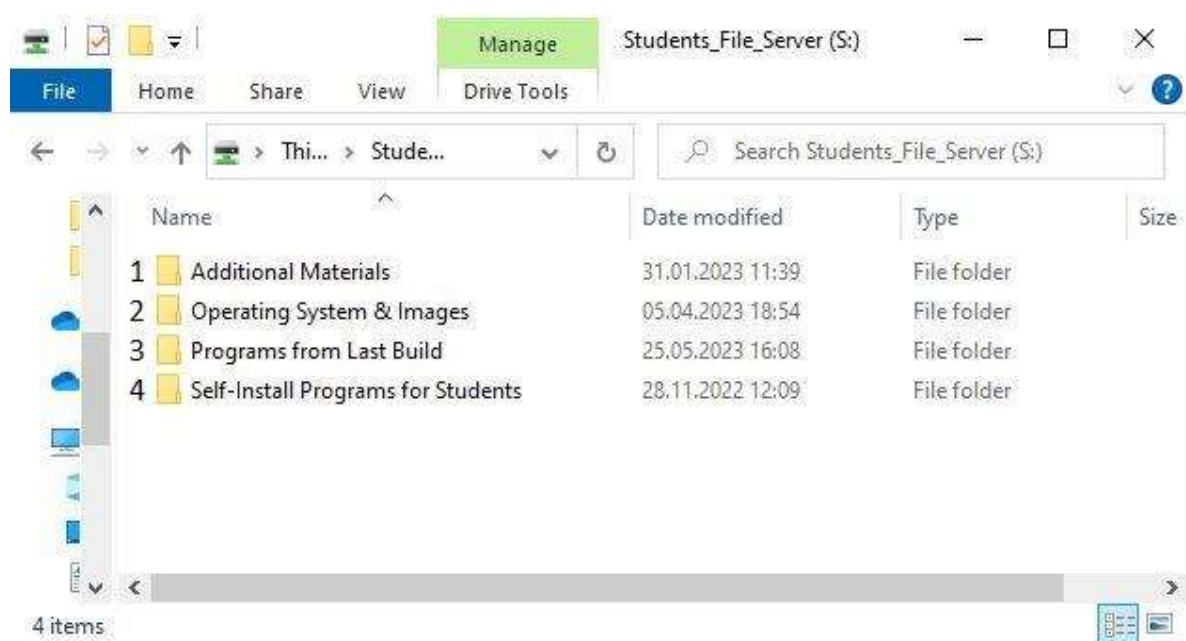 Manage Students_File_Server (S:)
File Home Share View Drive Tools ?
Thi... > Stude... Search Students_File_Server (S:)
Name Date modified Type Size
1 Additional Materials 31.01.2023 11:39 File folder
2 Operating System & Images 05.04.2023 18:54 File folder
3 Programs from Last Build 25.05.2023 16:08 File folder
4 Self-Install Programs for Students 28.11.2022 12:09 File folder
4 items